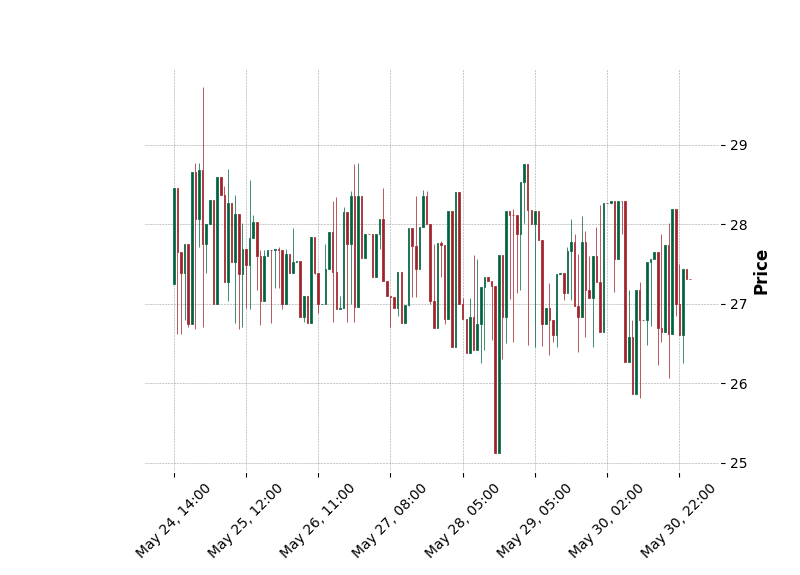 29
28
27
26
25
Price
May 24, 14:00
May 25, 12:00
May 26, 11:00
May 27, 08:00
May 28, 05:00
May 29, 05:00
May 30, 02:00
May 30, 22:00